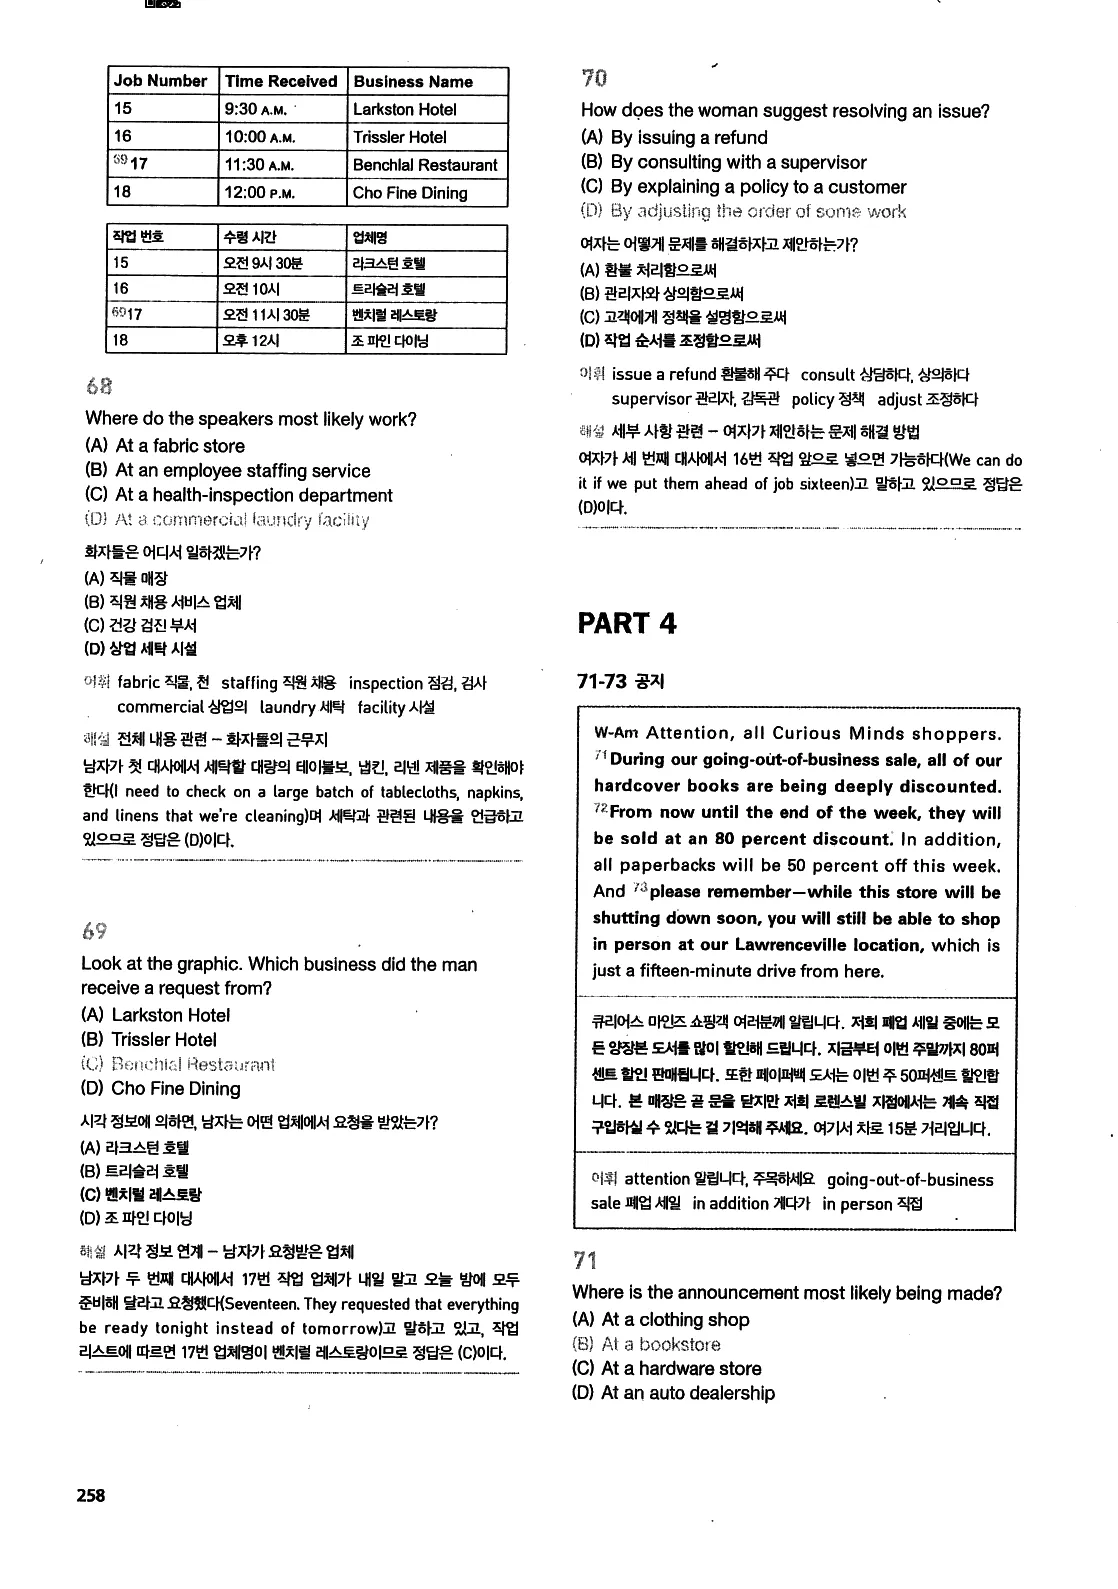 Job Number Time Received Business Name
15 9:30 A.M. Larkston Hotel
16 10:00 A.M. Trissler Hotel
69 17 11:30 A.M. Benchial Restaurant
18 12:00 P.M. Cho Fine Dining
작업 번호 수령 시간 업체명
15 오전 9시 30분 라크스턴 호텔
16 오전 10시 트리슬러 호텔
69 17 오전 11시 30분 벤치럴 레스토랑
18 오후 12시 조 파인 다이닝
68
Where do the speakers most likely work?
(A) At a fabric store
(B) At an employee staffing service
(C) At a health-inspection department
(D) At a commercial laundry facility
화자들은 어디서 일하겠는가?
(A) 직물 매장
(B) 직원 채용 서비스 업체
(C) 건강 검진 부서
(D) 상업 세탁 시설
어휘 fabric 직물, 천 staffing 직원 채용 inspection 점검, 검사
commercial 상업의 laundry 세탁 facility 시설
해설 전체 내용 관련 – 화자들의 근무지
남자가 첫 대사에서 세탁할 대량의 테이블보, 냅킨, 리넨 제품을 확인해야
한다(I need to check on a large batch of tablecloths, napkins,
and linens that we're cleaning)며 세탁과 관련된 내용을 언급하고
있으므로 정답은 (D)이다.
69
Look at the graphic. Which business did the man
receive a request from?
(A) Larkston Hotel
(B) Trissler Hotel
(C) Benchial Restaurant
(D) Cho Fine Dining
시각 정보에 의하면, 남자는 어떤 업체에서 요청을 받았는가?
(A) 라크스턴 호텔
(B) 트리슬러 호텔
(C) 벤치럴 레스토랑
(D) 조 파인 다이닝
해설 시각 정보 연계 – 남자가 요청받은 업체
남자가 두 번째 대사에서 17번 작업 업체가 내일 말고 오늘 밤에 모두
준비해 달라고 요청했다(Seventeen. They requested that everything
be ready tonight instead of tomorrow)고 말하고 있고, 작업
리스트에 따르면 17번 업체명이 벤치럴 레스토랑이므로 정답은 (C)이다.
258
70
How does the woman suggest resolving an issue?
(A) By issuing a refund
(B) By consulting with a supervisor
(C) By explaining a policy to a customer
(D) By adjusting the order of some work
여자는 어떻게 문제를 해결하자고 제안하는가?
(A) 환불 처리함으로써
(B) 관리자와 상의함으로써
(C) 고객에게 정책을 설명함으로써
(D) 작업 순서를 조정함으로써
어휘 issue a refund 환불해 주다 consult 상담하다, 상의하다
supervisor 관리자, 감독관 policy 정책 adjust 조정하다
해설 세부 사항 관련 – 여자가 제안하는 문제 해결 방법
여자가 세 번째 대사에서 16번 작업 앞으로 넣으면 가능하다(We can do
it if we put them ahead of job sixteen)고 말하고 있으므로 정답은
(D)이다.
PART 4
71-73 공지
W-Am Attention, all Curious Minds shoppers.
71 During our going-out-of-business sale, all of our
hardcover books are being deeply discounted.
72 From now until the end of the week, they will
be sold at an 80 percent discount. In addition,
all paperbacks will be 50 percent off this week.
And 73 please remember—while this store will be
shutting down soon, you will still be able to shop
in person at our Lawrenceville location, which is
just a fifteen-minute drive from here.
큐리어스 마인즈 쇼핑객 여러분께 알립니다. 저희 폐업 세일 중에는 모
든 양장본 도서를 많이 할인해 드립니다. 지금부터 이번 주말까지 80퍼
센트 할인 판매됩니다. 또한 페이퍼백 도서는 이번 주 50퍼센트 할인합
니다. 본 매장은 곧 문을 닫지만 저희 로렌스빌 지점에서는 계속 직접
구입하실 수 있다는 걸 기억해 주세요. 여기서 차로 15분 거리입니다.
어휘 attention 알립니다, 주목하세요 going-out-of-business
sale 폐업 세일 in addition 게다가 in person 직접
71
Where is the announcement most likely being made?
(A) At a clothing shop
(B) At a bookstore
(C) At a hardware store
(D) At an auto dealership